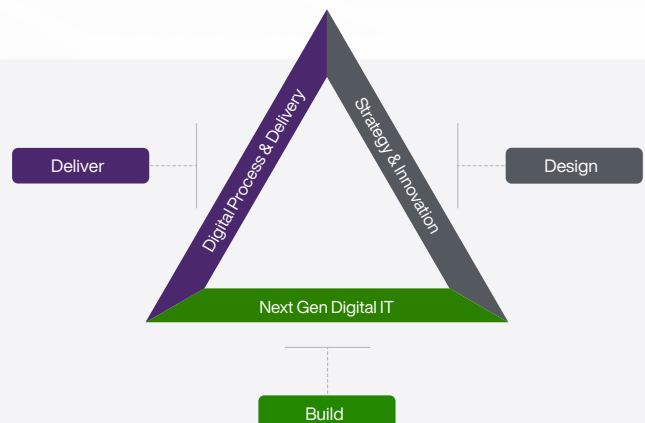 Digital Process & Delivery
Strategy & Innovation
Deliver
Design
Next Gen Digital IT
Build